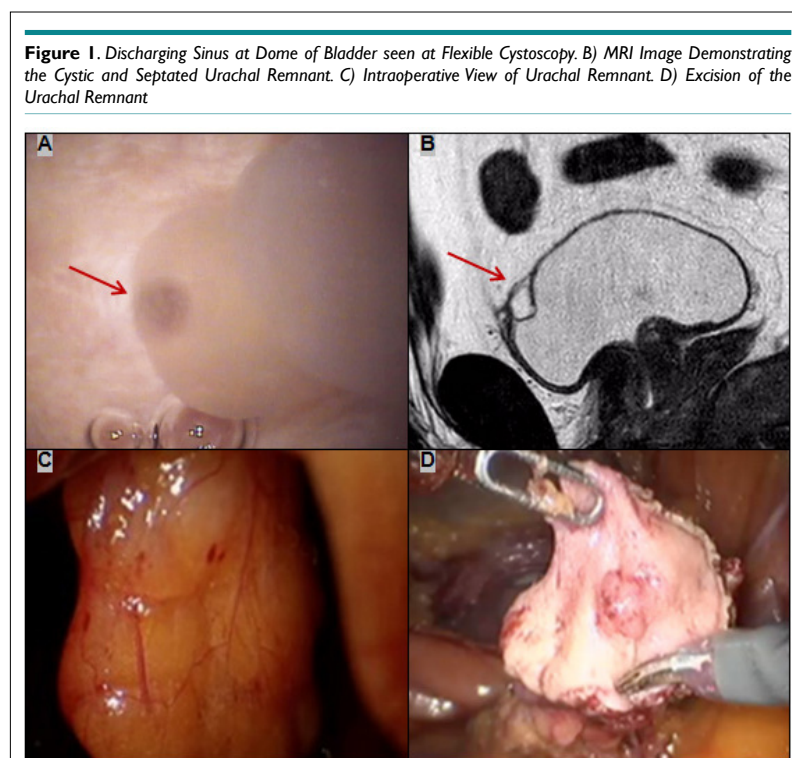 Figure 1. Discharging Sinus at Dome of Bladder seen at Flexible Cystoscopy. B) MRI Image Demonstrating
the Cystic and Septated Urachal Remnant. C) Intraoperative View of Urachal Remnant. D) Excision of the
Urachal Remnant
A B
C D